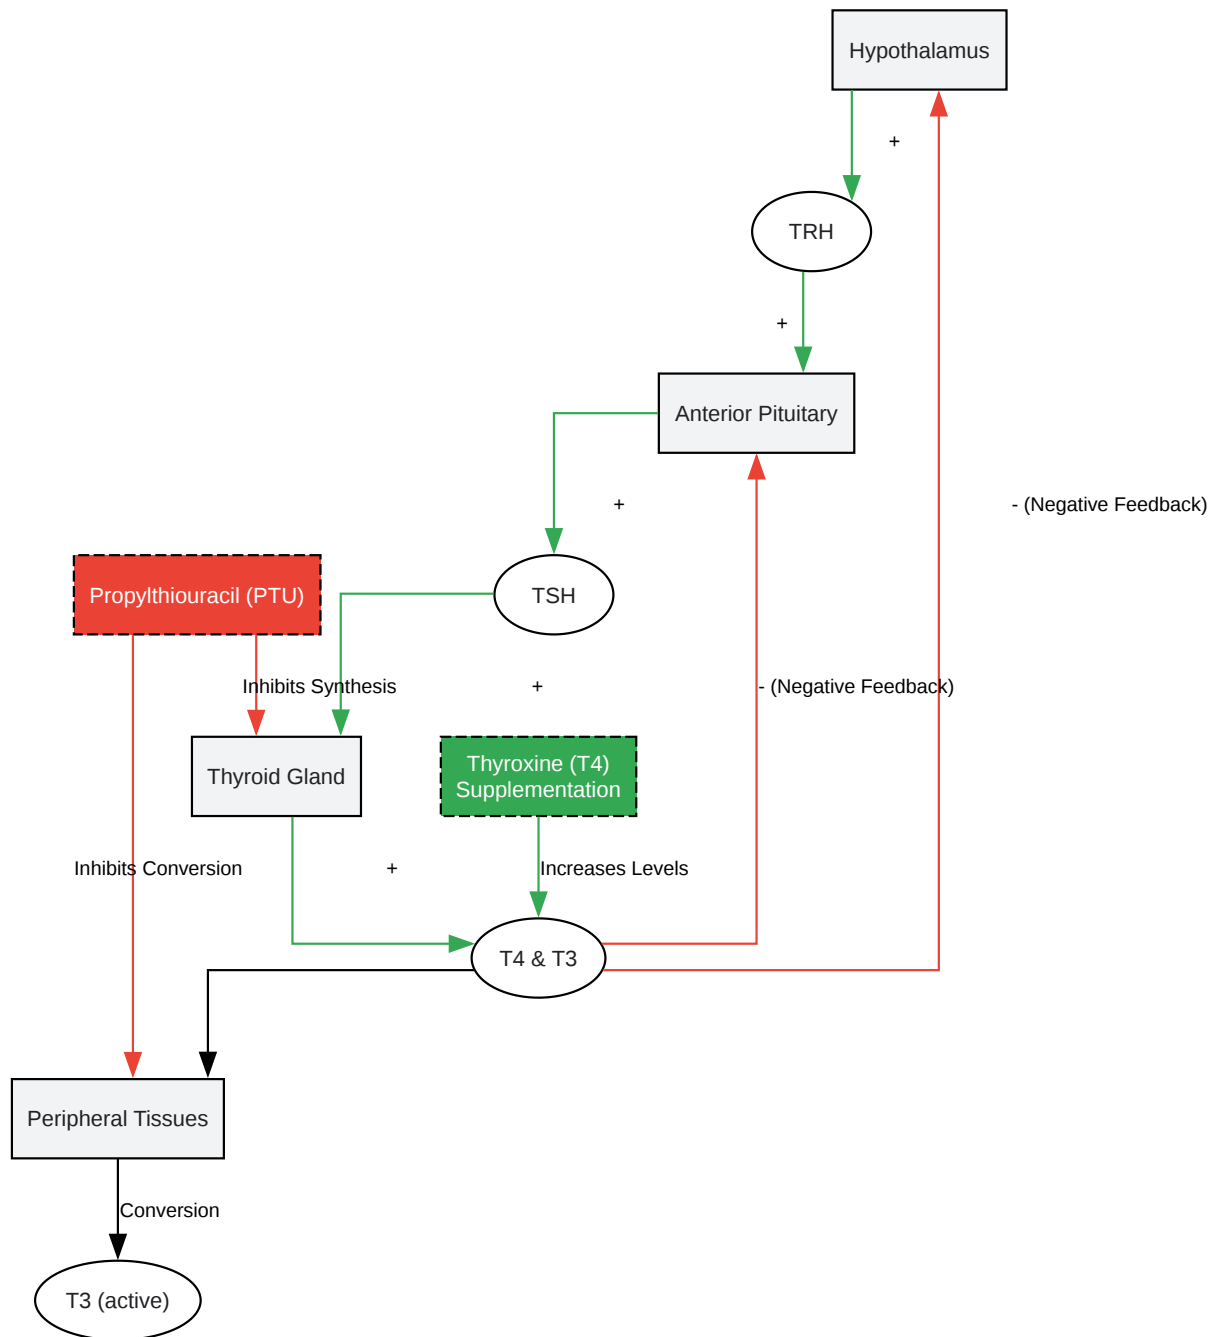 Hypothalamus
+
TRH
+
Anterior Pituitary
+
- (Negative Feedback)
Propylthiouracil (PTU)
TSH
Inhibits Synthesis
+
- (Negative Feedback)
Thyroid Gland
Thyroxine (T4)
Supplementation
Inhibits Conversion
+
Increases Levels
T4 & T3
Peripheral Tissues
Conversion
T3 (active)